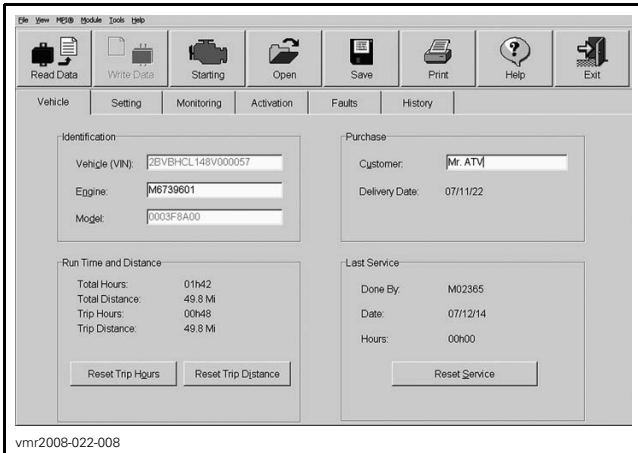 File View MPI® Module Tools Help
Read Data Write Data Starting Open Save Print Help Exit
Vehicle Setting Monitoring Activation Faults History
Identification
Vehicle (VIN): 2BVBHCL148V000057
Engine: M6739601
Model: 0003F8A00
Purchase
Customer: Mr. ATV
Delivery Date: 07/11/22
Run Time and Distance
Total Hours: 01h42
Total Distance: 49.8 Mi
Trip Hours: 00h48
Trip Distance: 49.8 Mi
Reset Trip Hours Reset Trip Distance
Last Service
Done By: M02365
Date: 07/12/14
Hours: 00h00
Reset Service
vmr2008-022-008